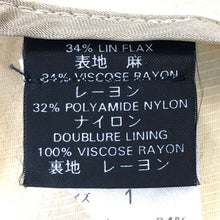 34% LIN FLAX
表地 麻
34% VISCOSE RAYON
レーヨン
32% POLYAMIDE NYLON
ナイロン
DOUBLURE LINING
100% VISCOSE RAYON
裏地 レーヨン
ズ 1